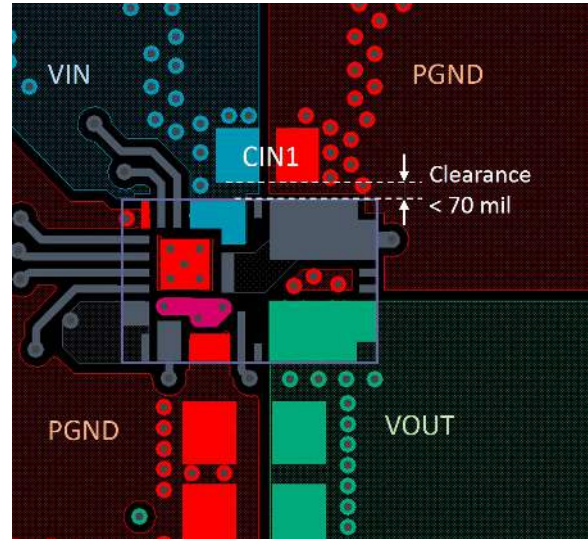 VIN
PGND
CIN1
Clearance
< 70 mil
PGND
VOUT